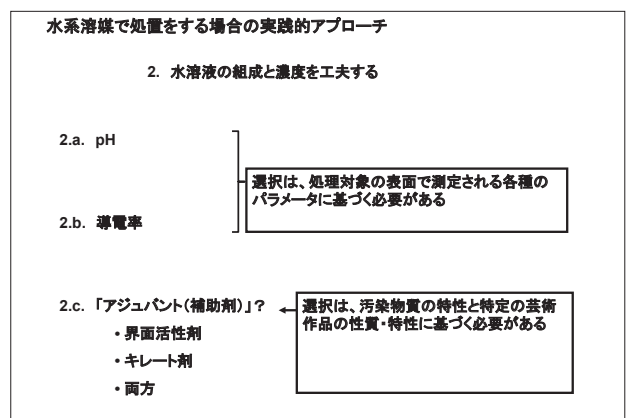 水系溶媒で処置をする場合の実践的アプローチ
2. 水溶液の組成と濃度を工夫する
2.a. pH
選択は、処理対象の表面で測定される各種の
パラメータに基づく必要がある
2.b. 導電率
2.c. 「アジュバント(補助剤)」?
選択は、汚染物質の特性と特定の芸術
作品の性質・特性に基づく必要がある
・界面活性剤
・キレート剤
・両方